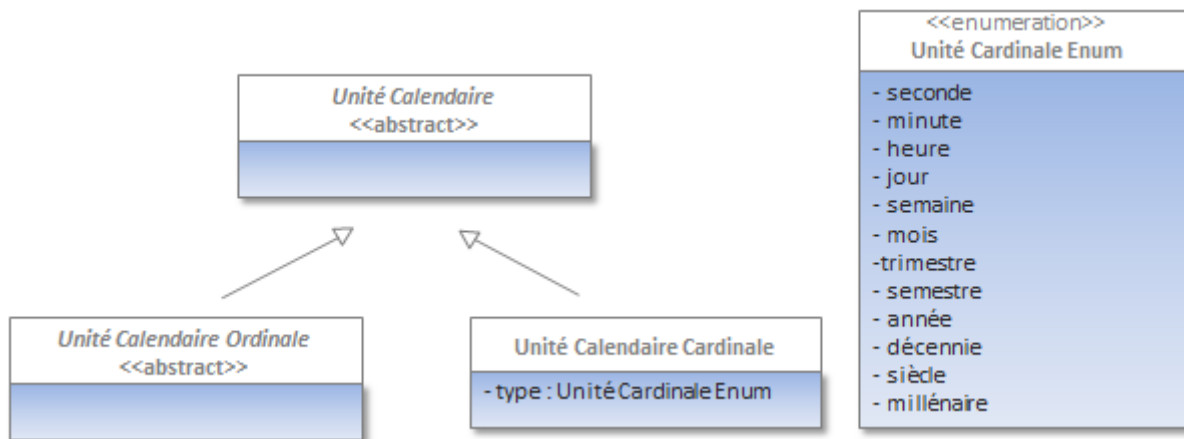 Unité Calendaire
<<abstract>>
Unité Calendaire Ordinale
<<abstract>>
Unité Calendaire Cardinale
- type : Unité Cardinale Enum
<<enumeration>>
Unité Cardinale Enum
- seconde
- minute
- heure
- jour
- semaine
- mois
-trimestre
- semestre
- année
- décennie
- siècle
- millénaire